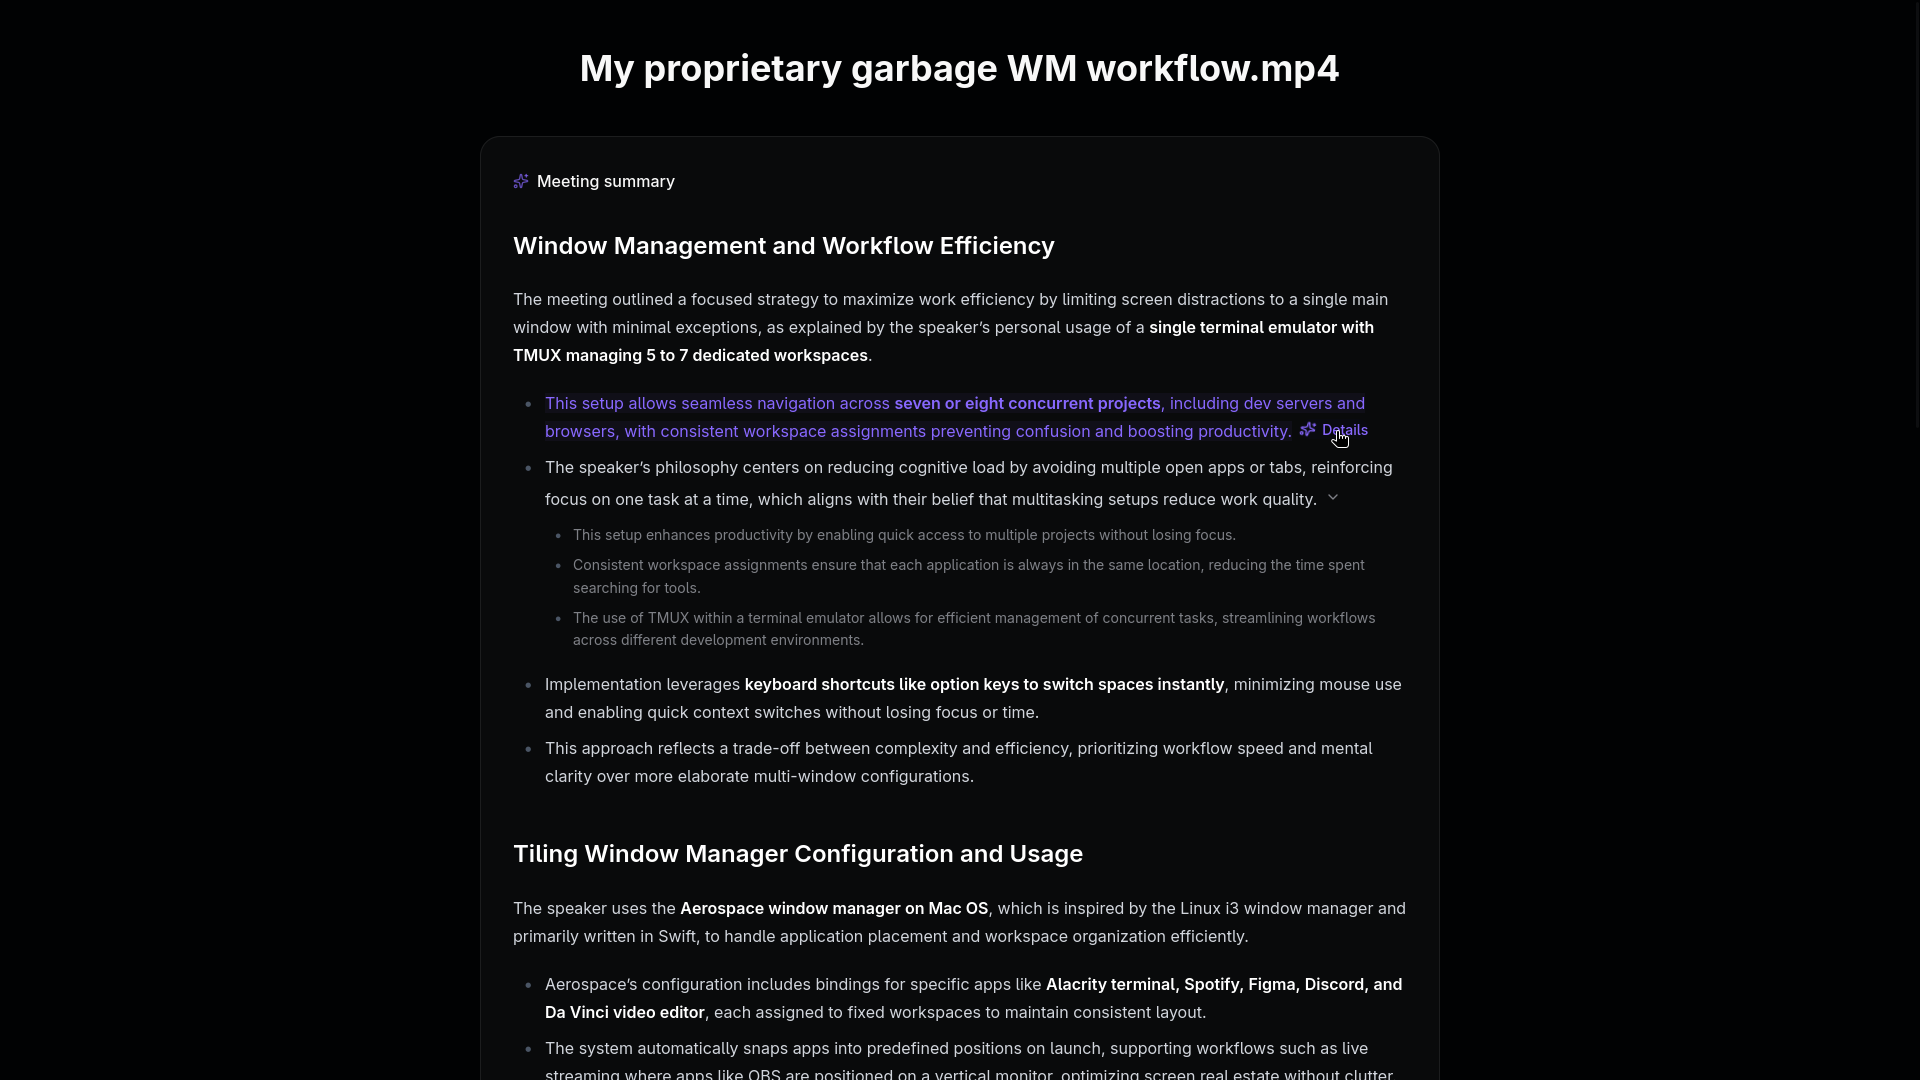 My proprietary garbage WM workflow.mp4
Meeting summary
Window Management and Workflow Efficiency
The meeting outlined a focused strategy to maximize work efficiency by limiting screen distractions to a single main
window with minimal exceptions, as explained by the speaker’s personal usage of a single terminal emulator with
TMUX managing 5 to 7 dedicated workspaces.
This setup allows seamless navigation across seven or eight concurrent projects, including dev servers and
browsers, with consistent workspace assignments preventing confusion and boosting productivity. Details
The speaker’s philosophy centers on reducing cognitive load by avoiding multiple open apps or tabs, reinforcing
focus on one task at a time, which aligns with their belief that multitasking setups reduce work quality.
This setup enhances productivity by enabling quick access to multiple projects without losing focus.
Consistent workspace assignments ensure that each application is always in the same location, reducing the time spent
searching for tools.
The use of TMUX within a terminal emulator allows for efficient management of concurrent tasks, streamlining workflows
across different development environments.
Implementation leverages keyboard shortcuts like option keys to switch spaces instantly, minimizing mouse use
and enabling quick context switches without losing focus or time.
This approach reflects a trade-off between complexity and efficiency, prioritizing workflow speed and mental
clarity over more elaborate multi-window configurations.
Tiling Window Manager Configuration and Usage
The speaker uses the Aerospace window manager on Mac OS, which is inspired by the Linux i3 window manager and
primarily written in Swift, to handle application placement and workspace organization efficiently.
Aerospace’s configuration includes bindings for specific apps like Alacrity terminal, Spotify, Figma, Discord, and
Da Vinci video editor, each assigned to fixed workspaces to maintain consistent layout.
The system automatically snaps apps into predefined positions on launch, supporting workflows such as live
streaming where apps like OBS are positioned on a vertical monitor, optimizing screen real estate without clutter.